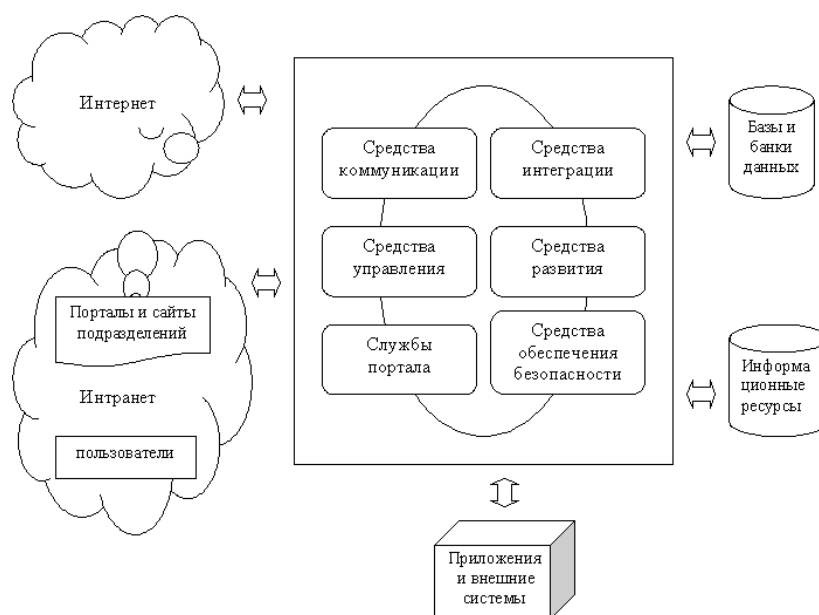 Интернет
Средства
коммуникации
Средства
интеграции
Базы и
банки
данных
Средства
управления
Средства
развития
Порталы и сайты
подразделений
Службы
портала
Средства
обеспечения
безопасности
Интранет
Информа
ционные
ресурсы
пользователи
Приложения
и внешние
системы